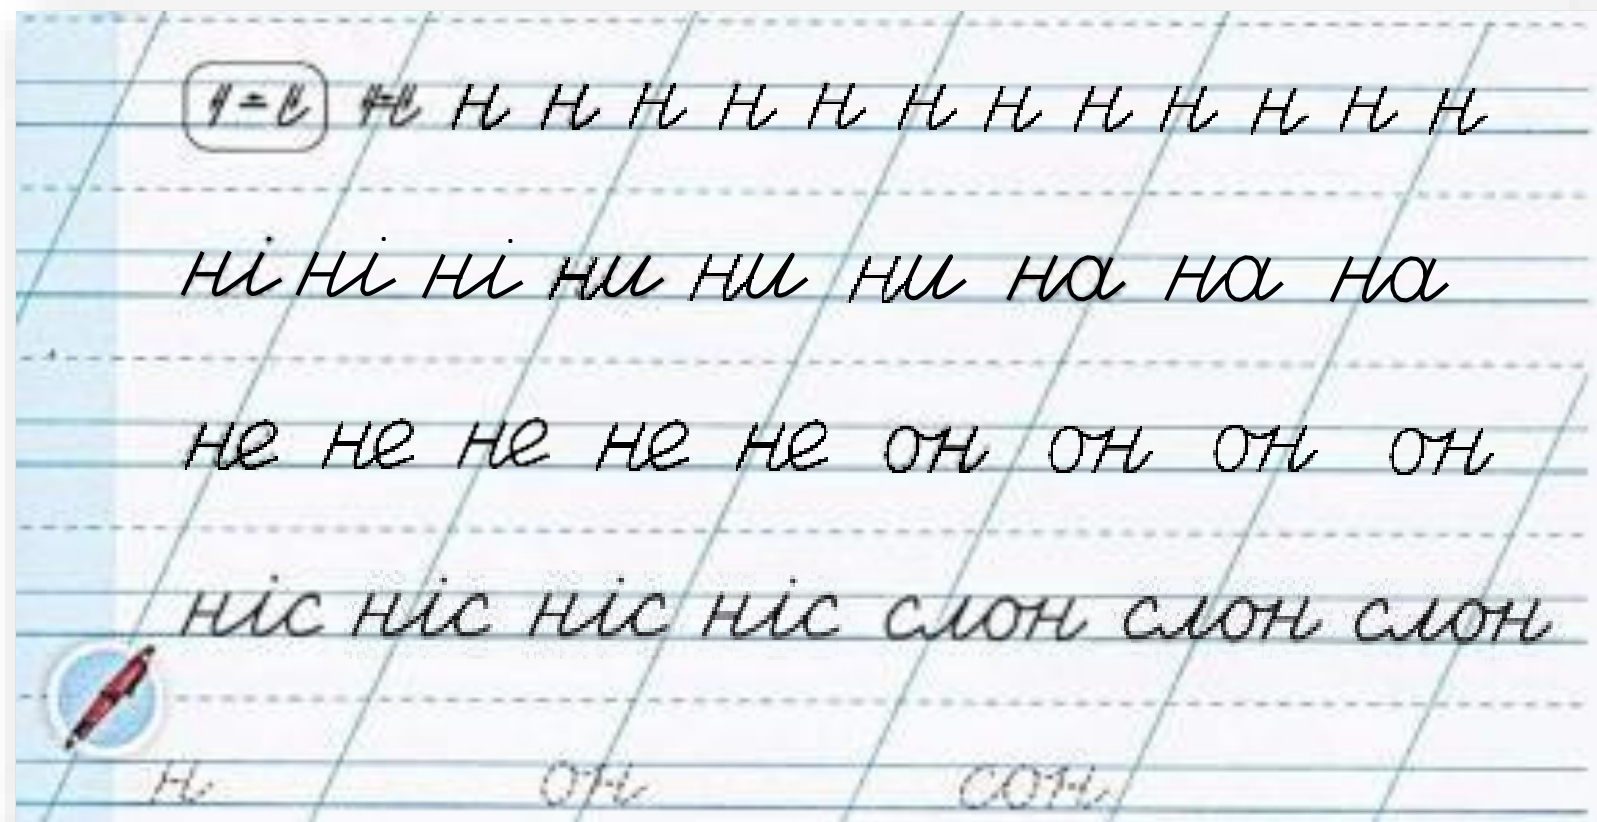 н н н н н н н н н н н н н
ні ні ні ни ни ни на на на
не не не не не он он он он
ніс ніс ніс ніс слон слон слон
н он сон